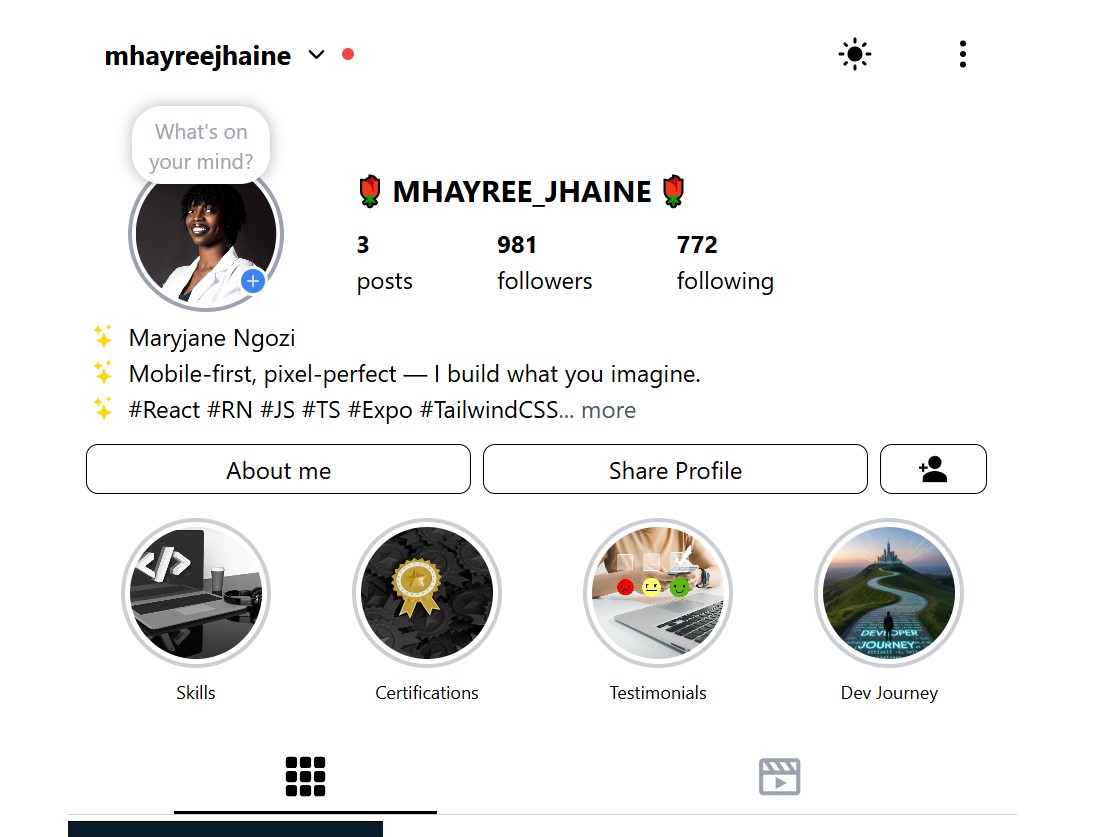 mhayreejhaine
What's on
your mind?
🌹 MHAYREE_JHAINE 🌹
3
981
772
posts
followers
following
✨ Maryjane Ngozi
✨ Mobile-first, pixel-perfect — I build what you imagine.
✨ #React #RN #JS #TS #Expo #TailwindCSS... more
About me
Share Profile
</>
DEVELOPER
JOURNEY
Skills
Certifications
Testimonials
Dev Journey